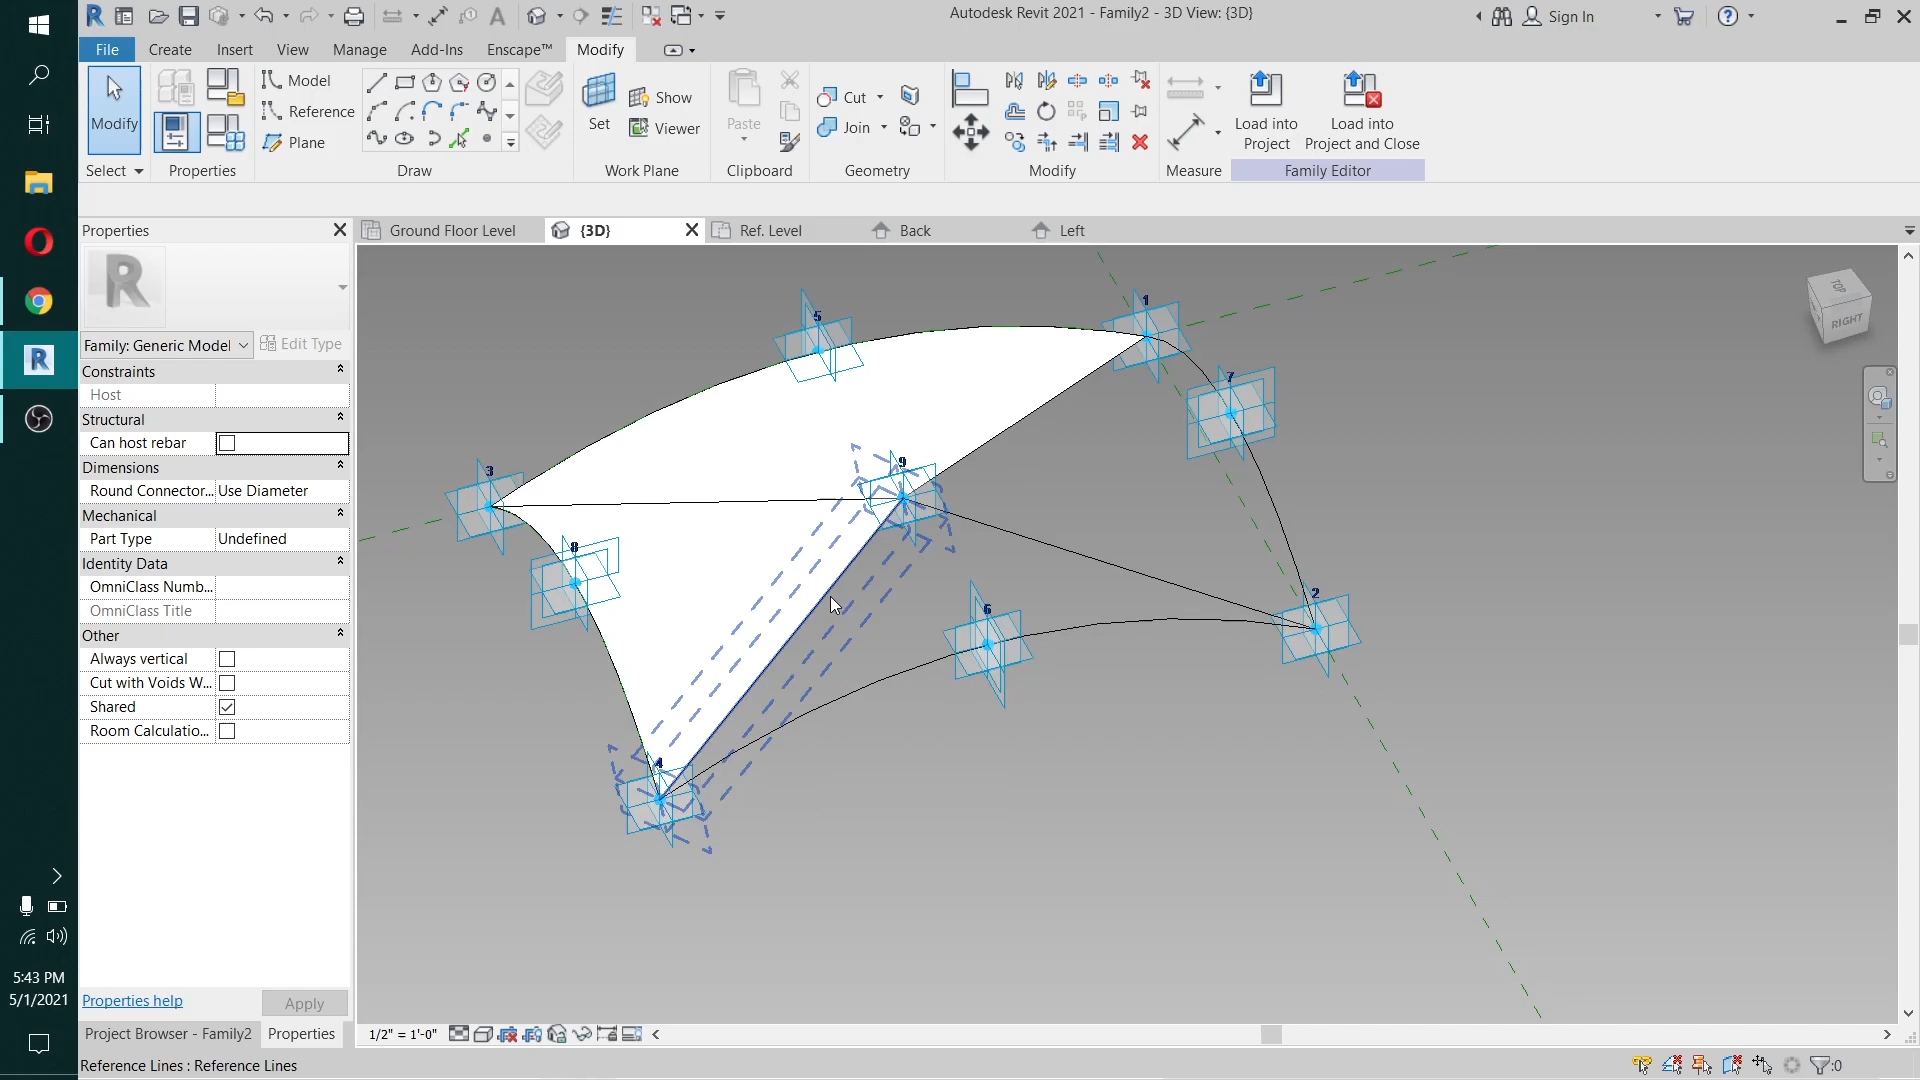 Autodesk Revit 2021 - Family2 - 3D View: {3D}
Sign In
File
Create
Insert
View
Manage
Add-Ins
Enscape™
Modify
Modify
Model
Reference
Plane
Set
Show
Viewer
Paste
Cut
Join
Load into
Project
Load into
Project and Close
Select
Properties
Draw
Work Plane
Clipboard
Geometry
Modify
Measure
Family Editor
Properties
Ground Floor Level
{3D}
Ref. Level
Back
Left
R
Family: Generic Model
Edit Type
Constraints
Host
Structural
Can host rebar
Dimensions
Round Connector... Use Diameter
Mechanical
Part Type Undefined
Identity Data
OmniClass Numb...
OmniClass Title
Other
Always vertical
Cut with Voids W...
Shared
Room Calculatio...
1
5
7
9
3
8
2
6
4
TOP
RIGHT
5:43 PM
5/1/2021
Properties help
Apply
Project Browser - Family2
Properties
1/2" = 1'-0"
Reference Lines : Reference Lines
:0